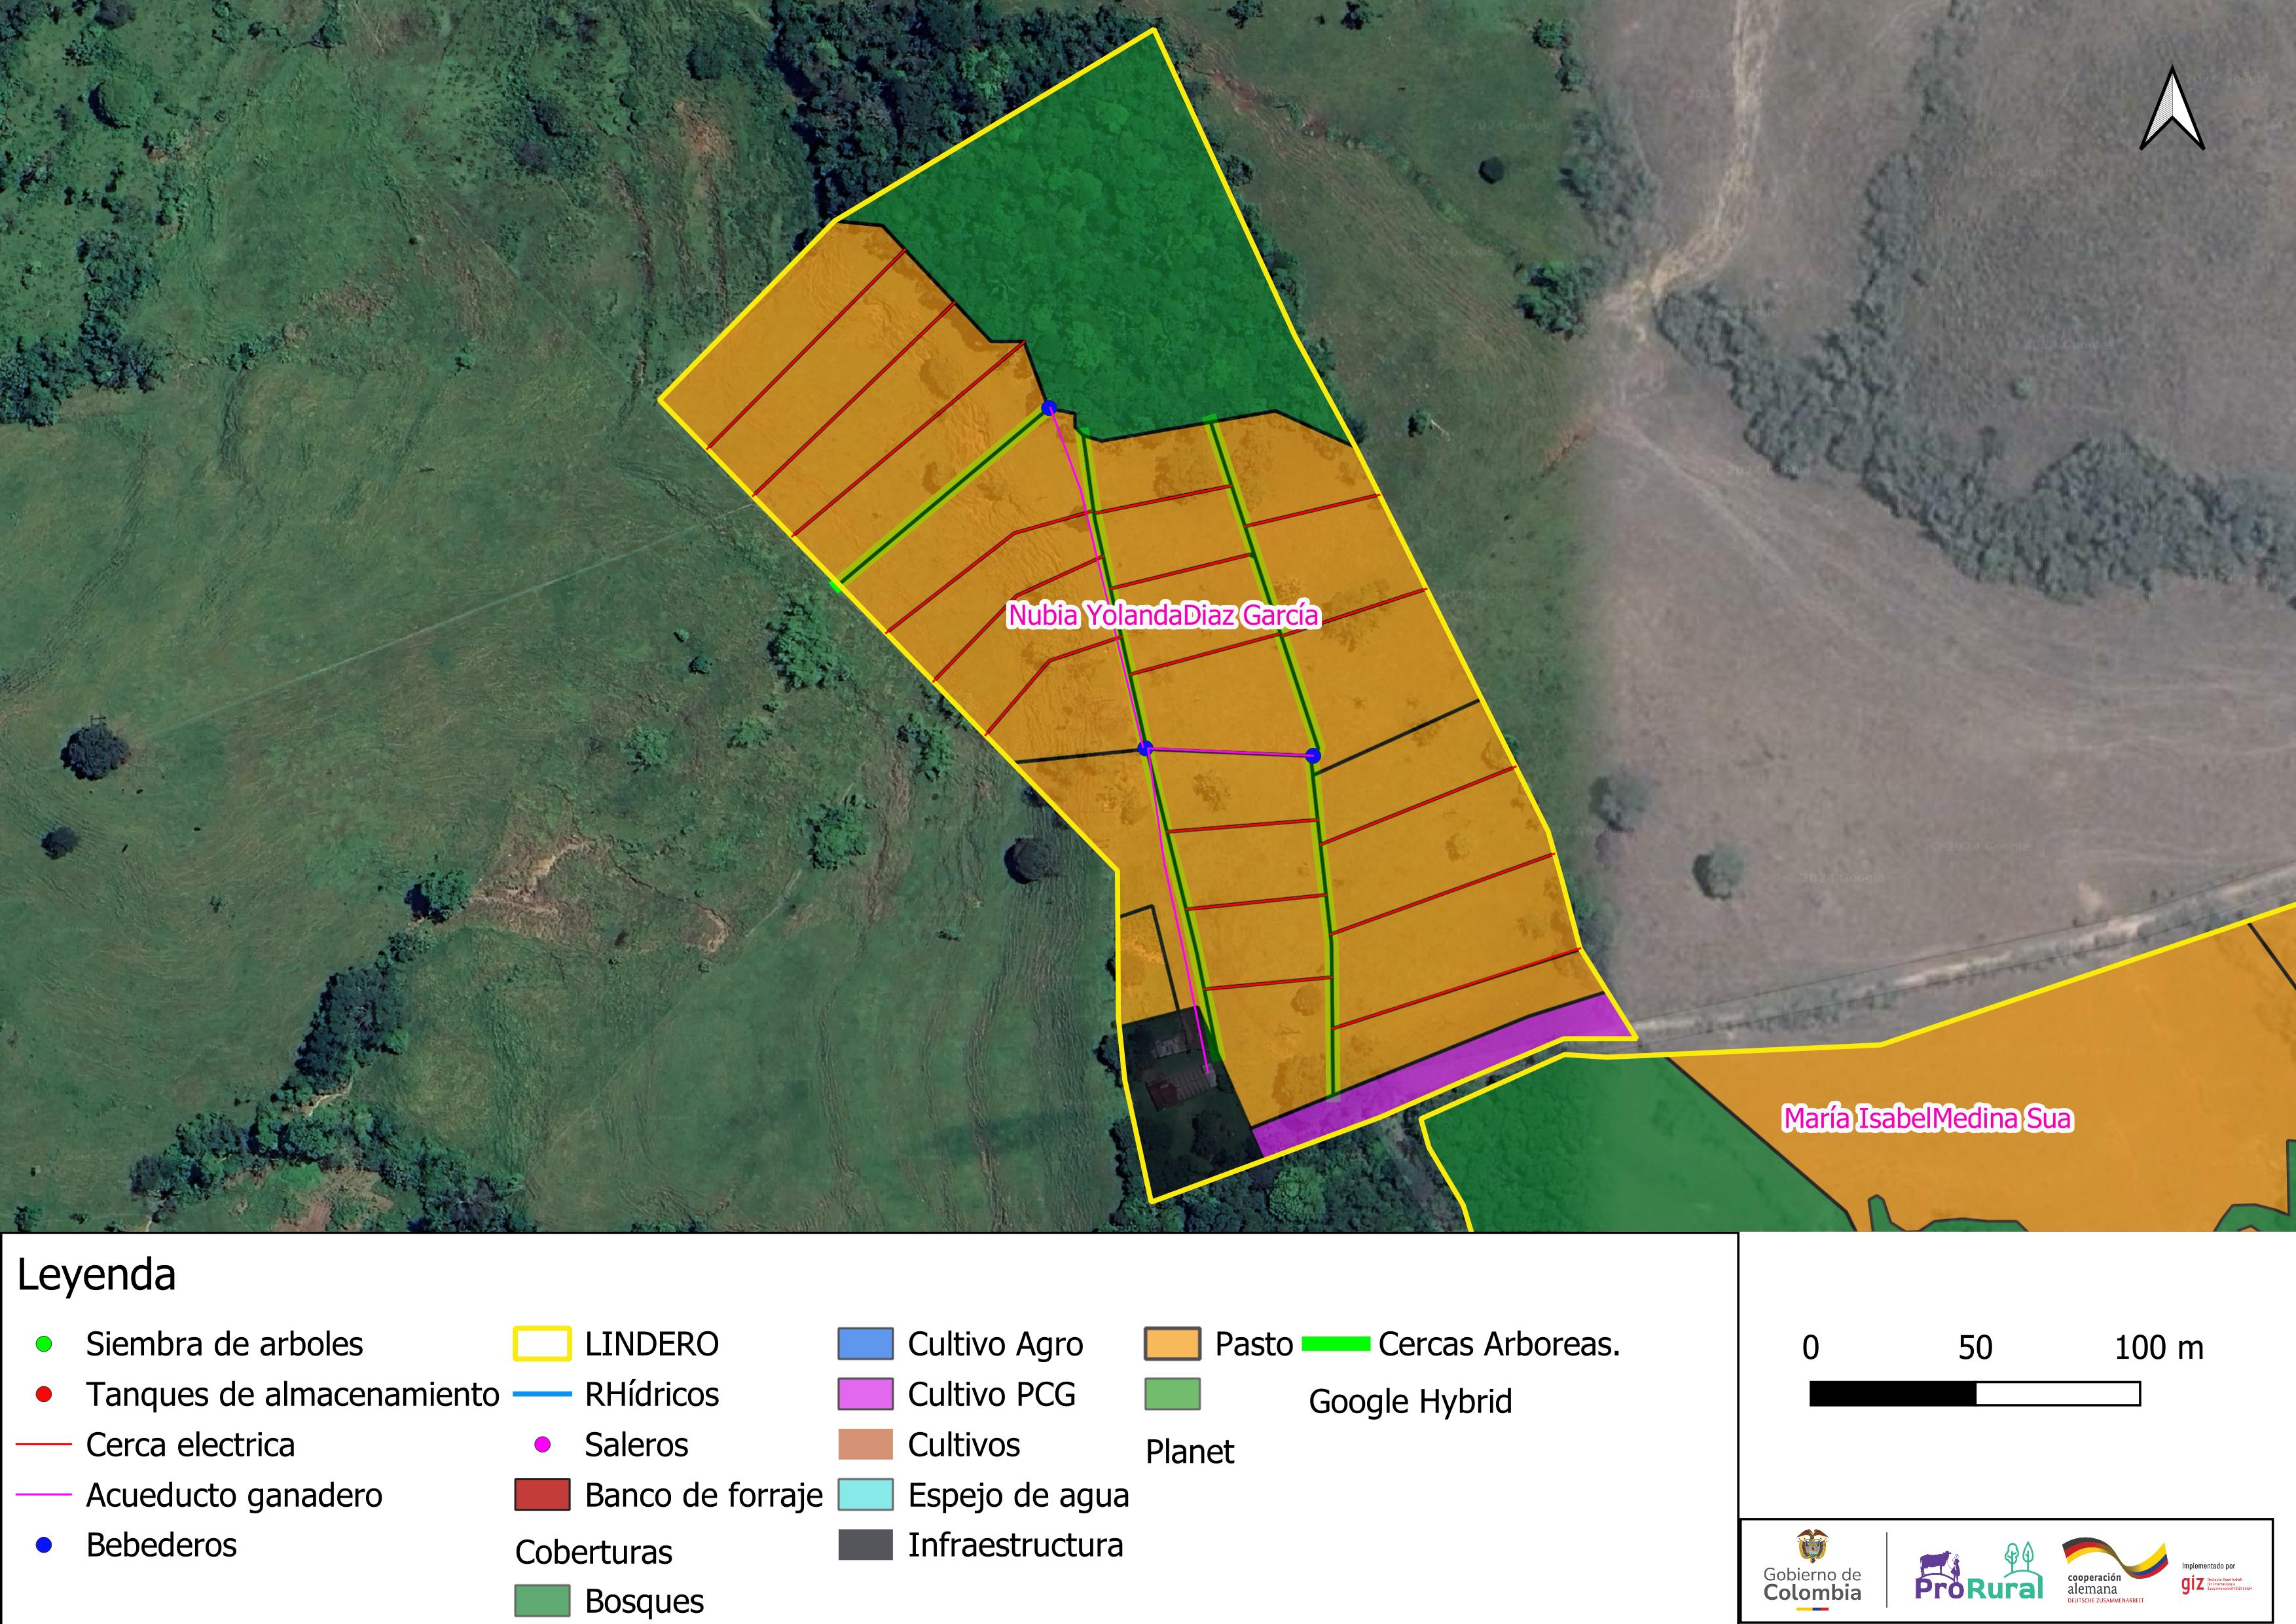 Nubia YolandaDiaz García
María IsabelMedina Sua
Leyenda
Siembra de arboles
Tanques de almacenamiento
Cerca electrica
Acueducto ganadero
Bebederos
LINDERO
RHídricos
Saleros
Banco de forraje
Coberturas
Bosques
Cultivo Agro
Cultivo PCG
Cultivos
Espejo de agua
Infraestructura
Pasto
Planet
Cercas Arboreas.
Google Hybrid
0 50 100 m
Gobierno de
Colombia
ProRural
cooperación
alemana
DEUTSCHE ZUSAMMENARBEIT
Implementado por
giz